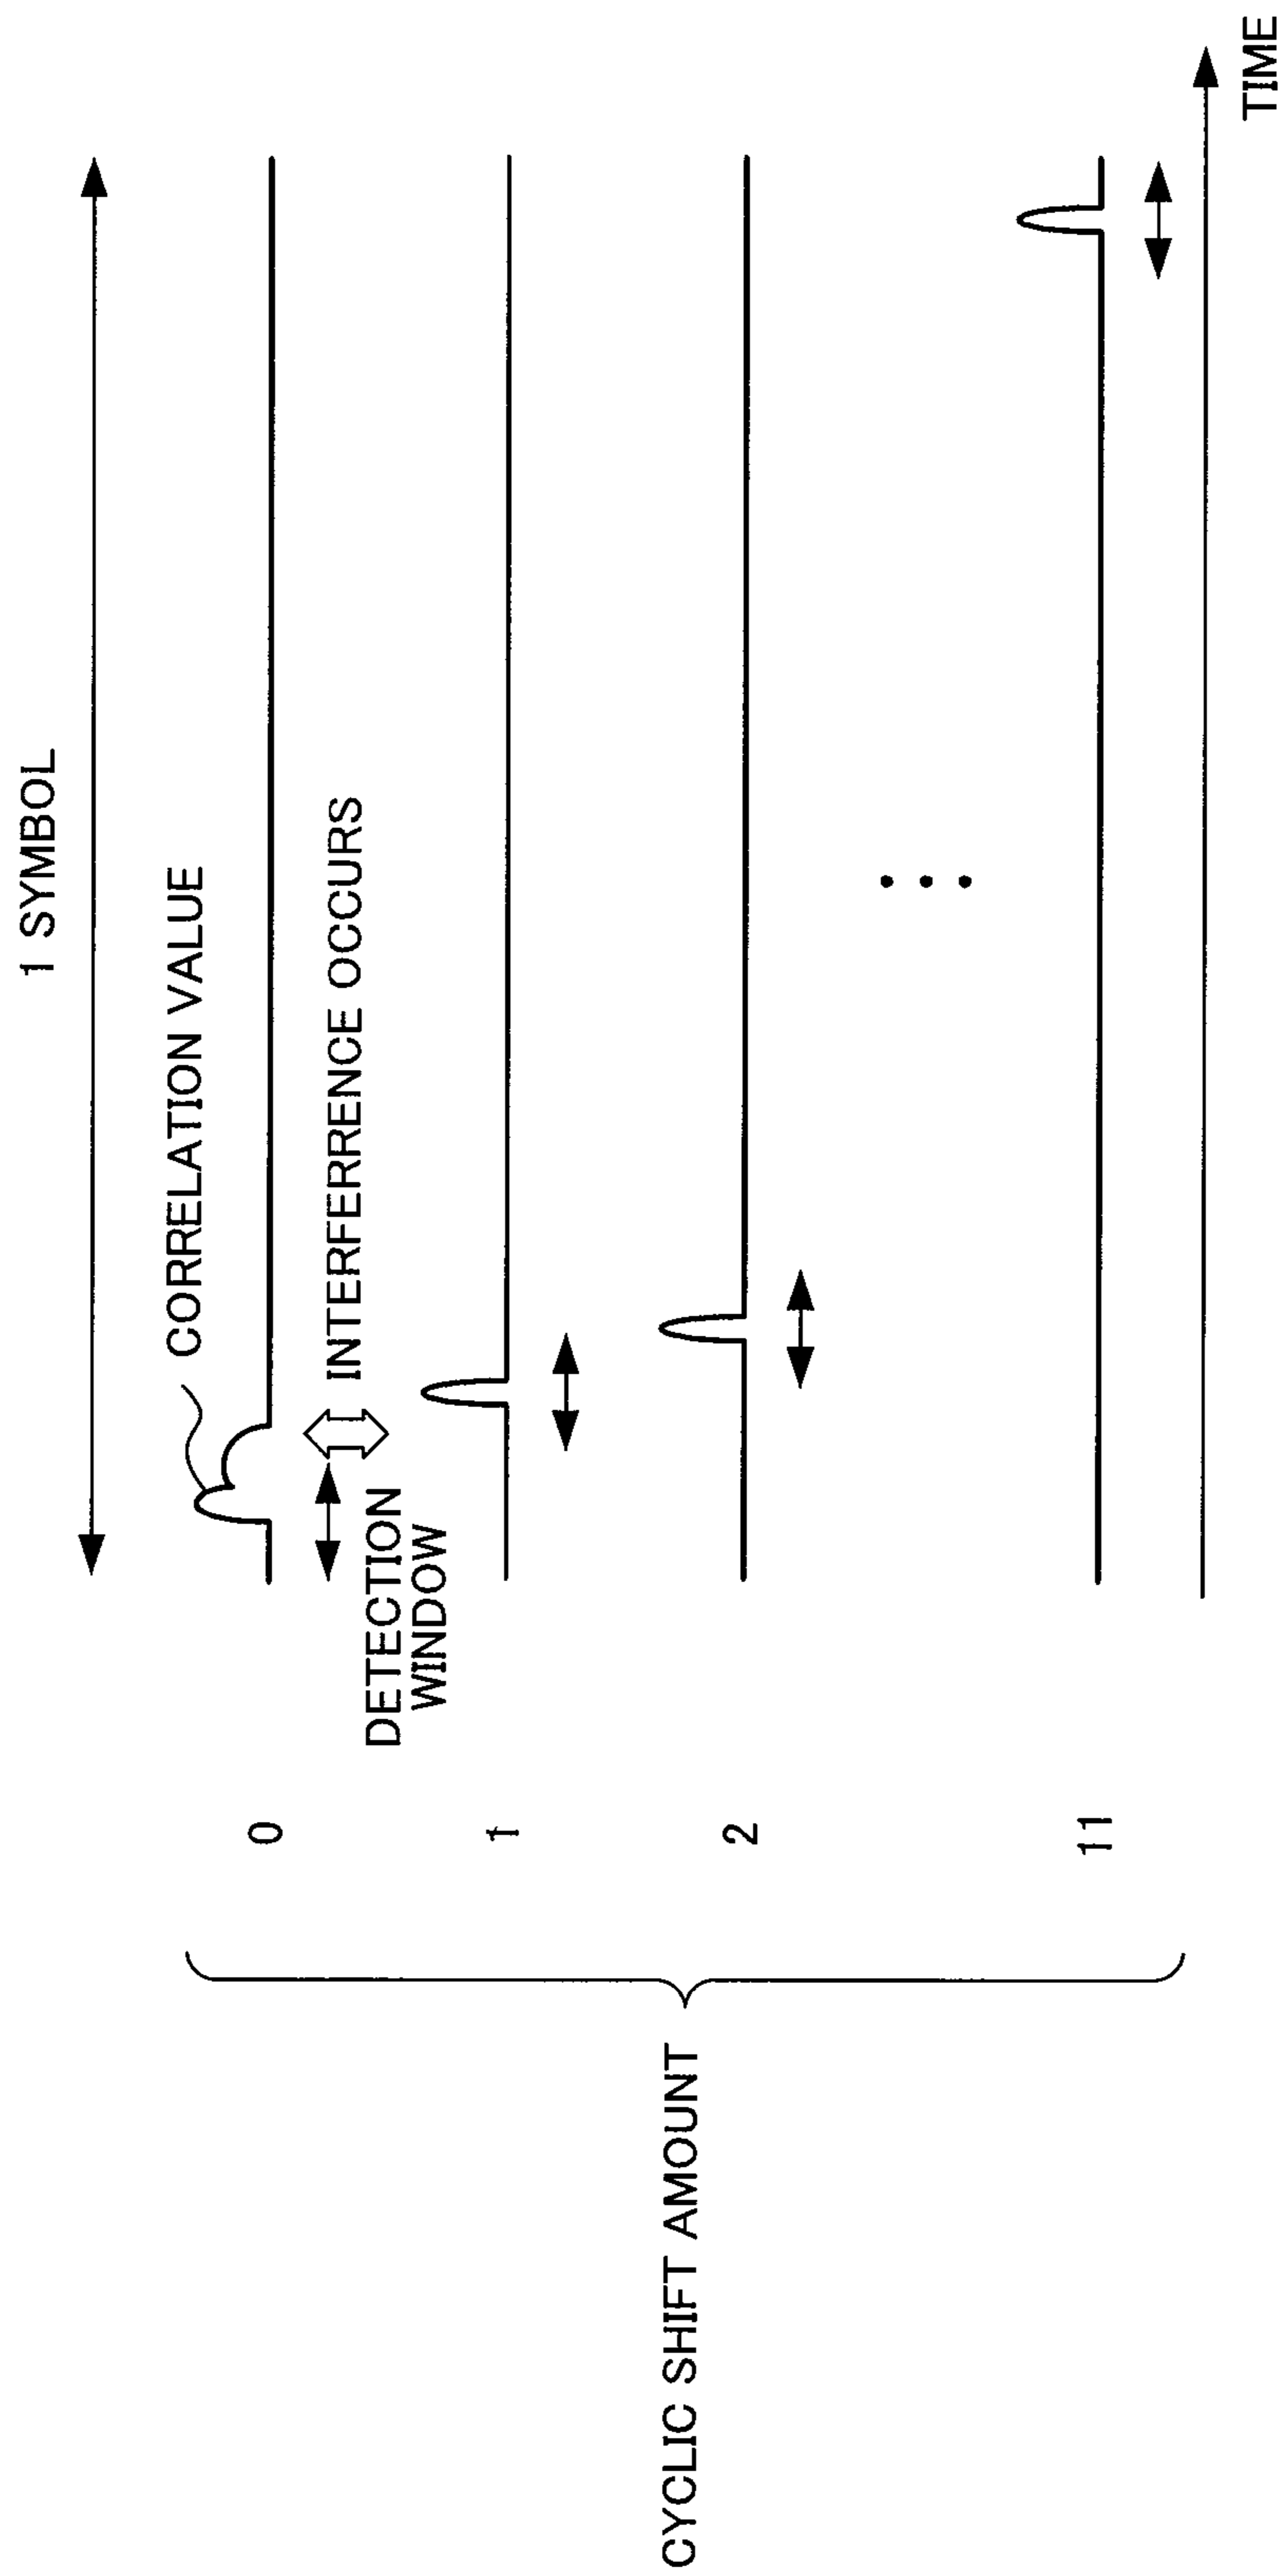 1 SYMBOL
CORRELATION VALUE
0
INTERFERRENCE OCCURS
DETECTION
WINDOW
1
2
CYCLIC SHIFT AMOUNT
11
TIME